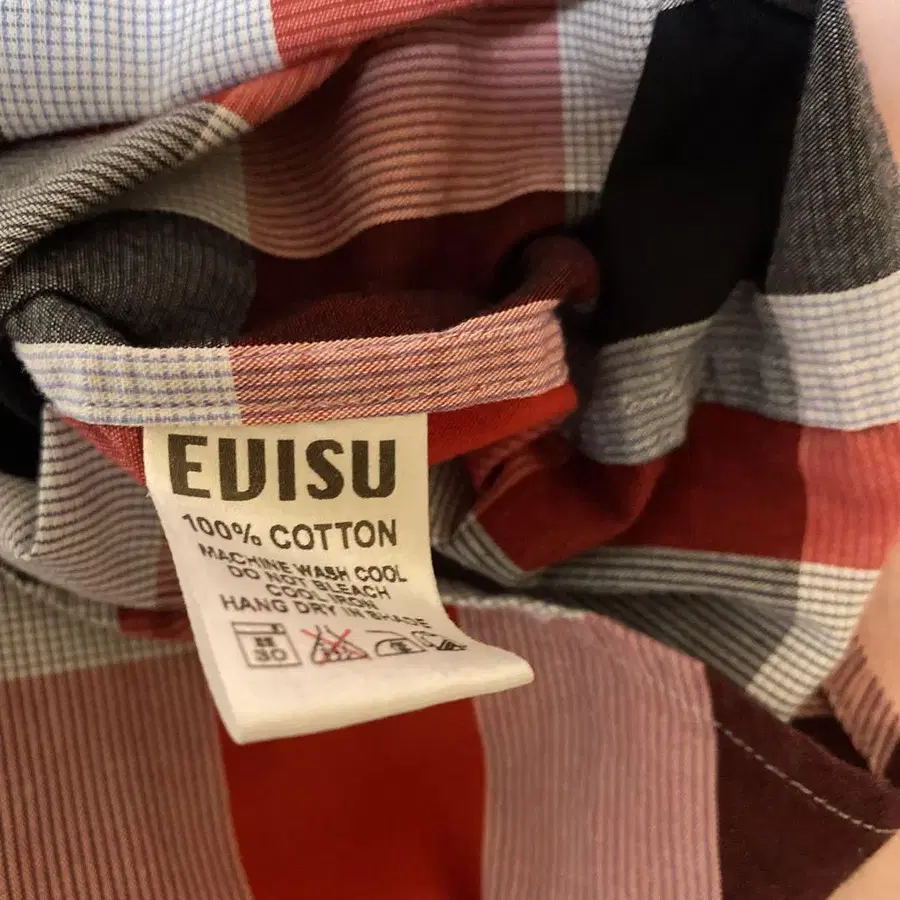 EVISU
100% COTTON
MACHINE WASH COOL
DO NOT BLEACH
COOL IRON
HANG DRY IN SHADE
30